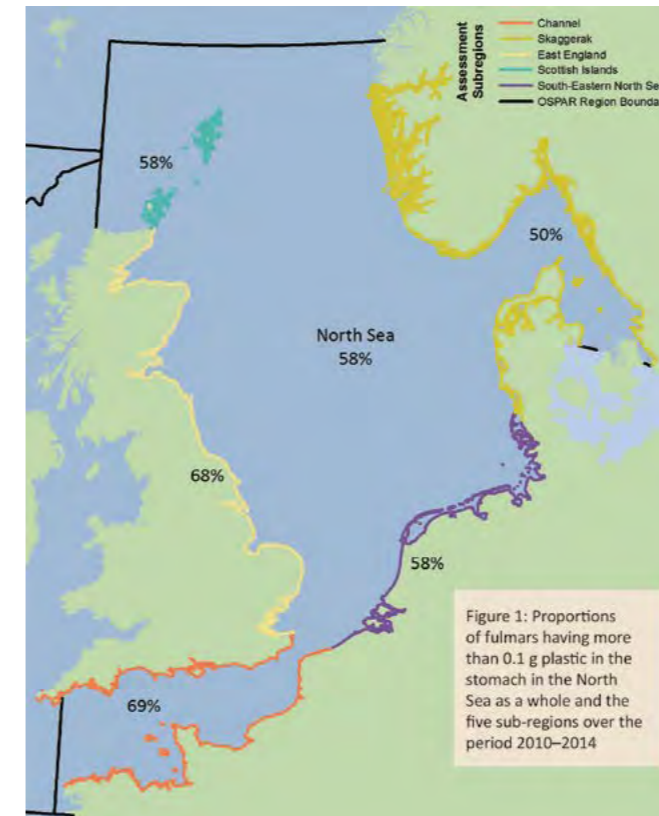 Assessment
Subregions
Channel
Skaggerak
East England
Scottish Islands
South-Eastern North Se
OSPAR Region Bounda
58%
50%
North Sea
58%
68%
58%
69%
Figure 1: Proportions
of fulmars having more
than 0.1 g plastic in the
stomach in the North
Sea as a whole and the
five sub-regions over the
period 2010–2014